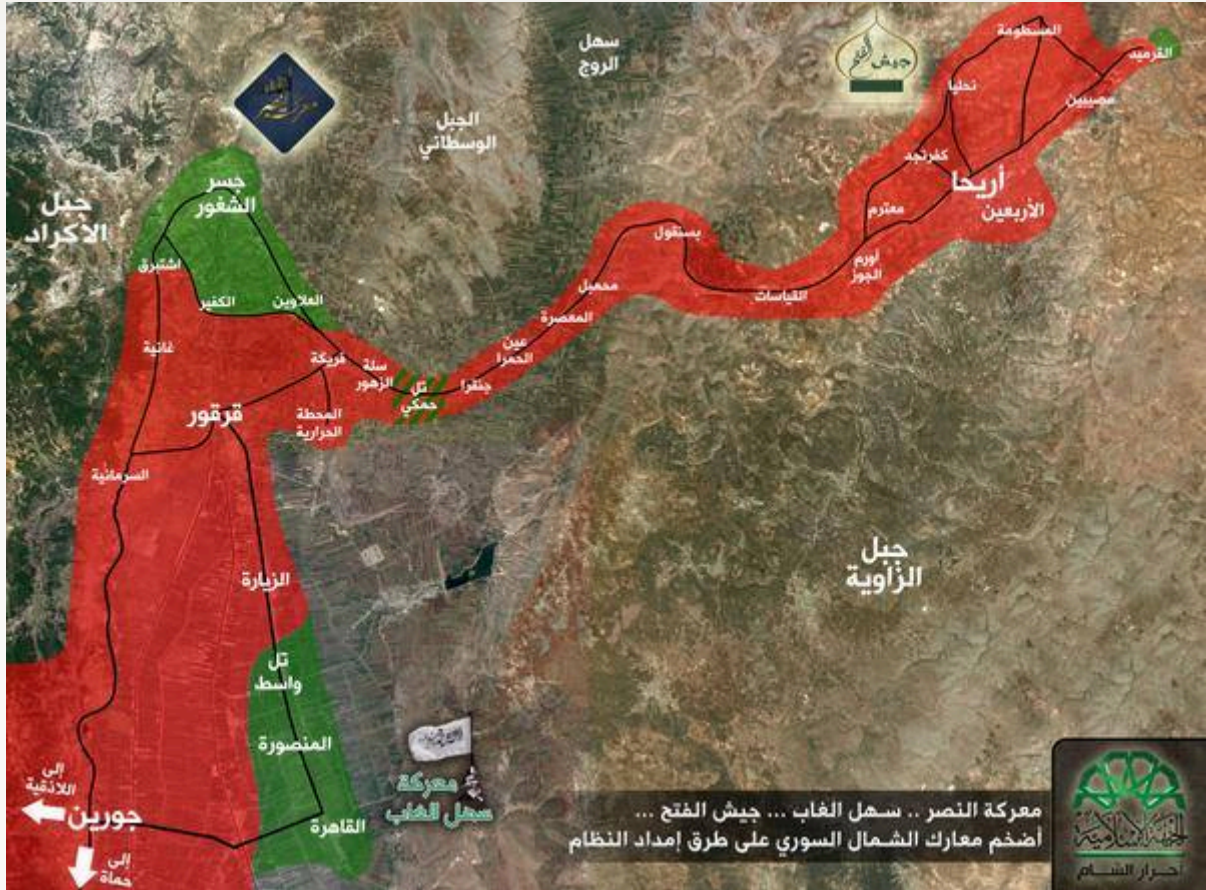 سهل
الروج
جيش الفتح
المسطومة
القرميد
نحليا
مصيبين
الجبل
الوسطاني
كفرنجد
أريحا
جسر
الشغور
جبل
الأكراد
معترم
الأربعين
بسنقول
أورم
الجوز
اشتبرق
القياسات
محمبل
الكفير
العلاوين
المعصرة
غانية
عين
الحمرا
فريكة
سنة
الزهور
تل
حمكي
جنقرا
قرقور
المحطة
الحرارية
السرمانية
جبل
الزاوية
الزيارة
تل
واسط
المنصورة
معركة
سهل الغاب
إلى
اللاذقية
جورين
القاهرة
إلى
حماة
معركة النصر .. سهل الغاب ... جيش الفتح ...
أضخم معارك الشمال السوري على طرق إمداد النظام
الجبهة الإسلامية
أحرار الشام